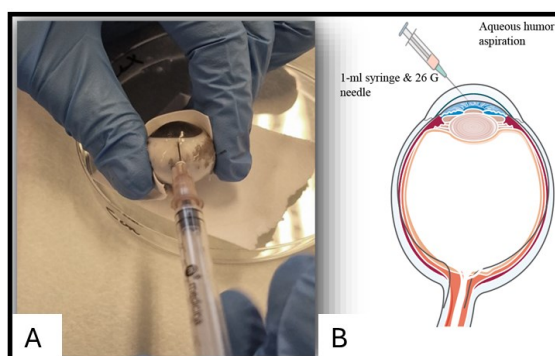 Aqueous humor
aspiration
1-ml syringe & 26 G
needle
A
B